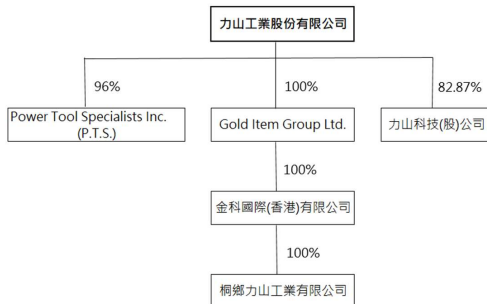 力山工業股份有限公司
96%
100%
82.87%
Power Tool Specialists Inc.
(P.T.S.)
Gold Item Group Ltd.
力山科技(股)公司
100%
金科國際(香港)有限公司
100%
桐鄉力山工業有限公司